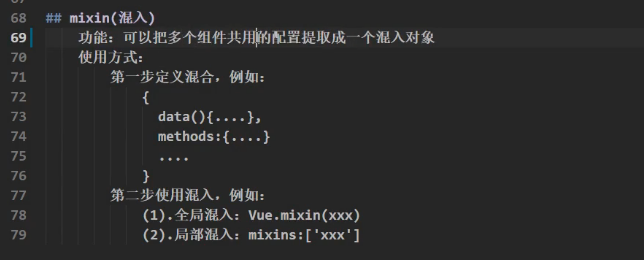 68 ## mixin(混入)
69 功能: 可以把多个组件共用的配置提取成一个混入对象
70 使用方式:
71 第一步定义混合, 例如:
72 {
73 data(){....},
74 methods:{....}
75 ....
76 }
77 第二步使用混入, 例如:
78 (1).全局混入: Vue.mixin(xxx)
79 (2).局部混入: mixins:['xxx']